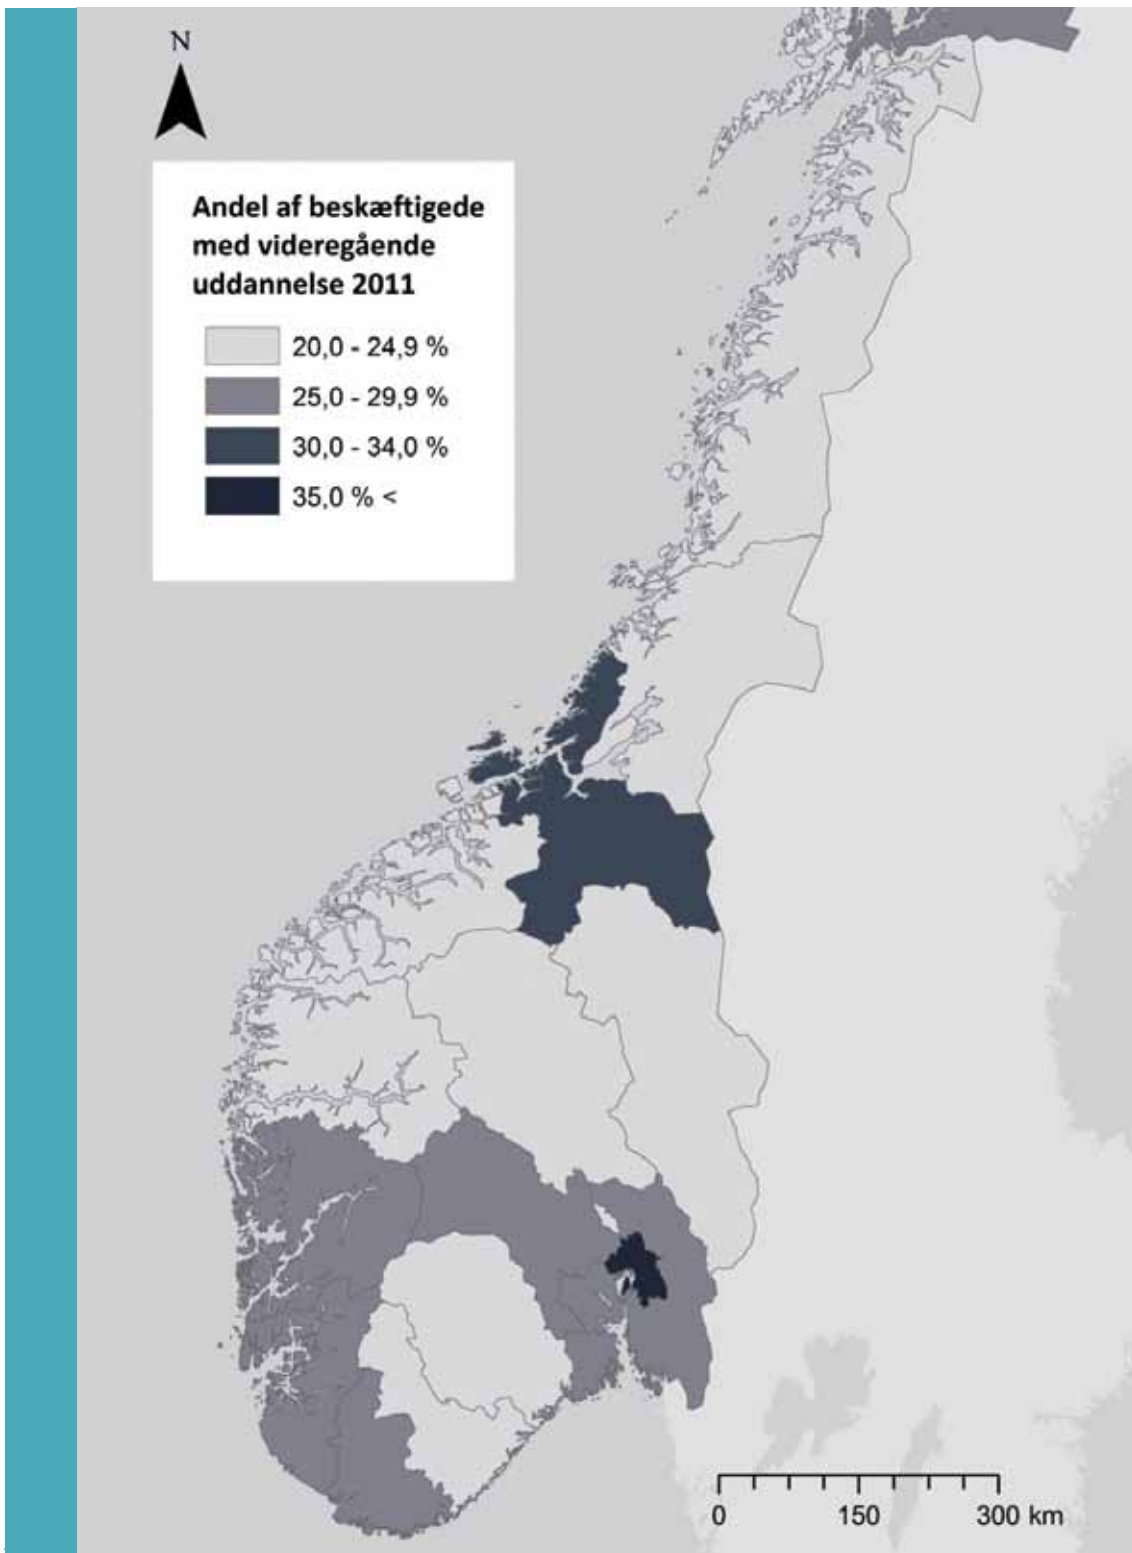 N
Andel af beskæftigede
med videregående
uddannelse 2011
20,0 - 24,9 %
25,0 - 29,9 %
30,0 - 34,0 %
35,0 % <
0 150 300 km